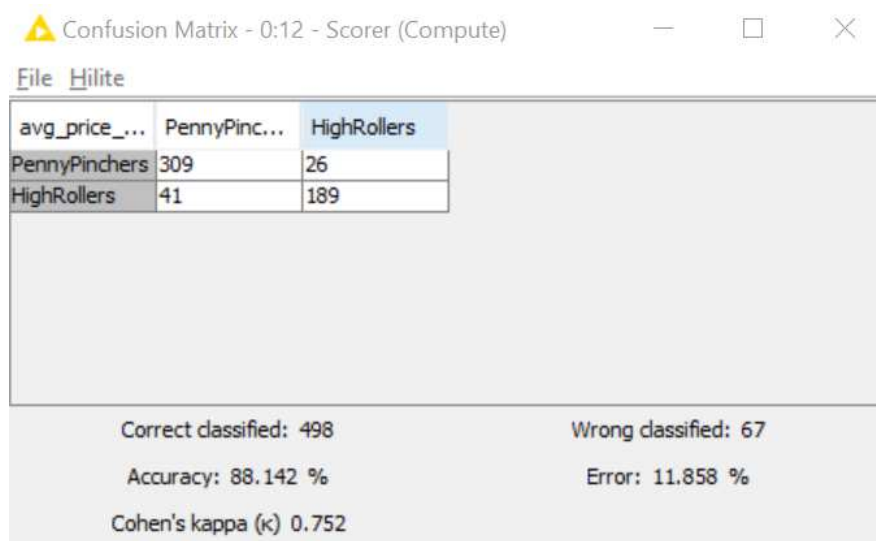 Confusion Matrix - 0:12 - Scorer (Compute)
File Hilite
avg_price_... PennyPinc... HighRollers
PennyPinchers 309 26
HighRollers 41 189
Correct classified: 498 Wrong classified: 67
Accuracy: 88.142 % Error: 11.858 %
Cohen's kappa (κ) 0.752